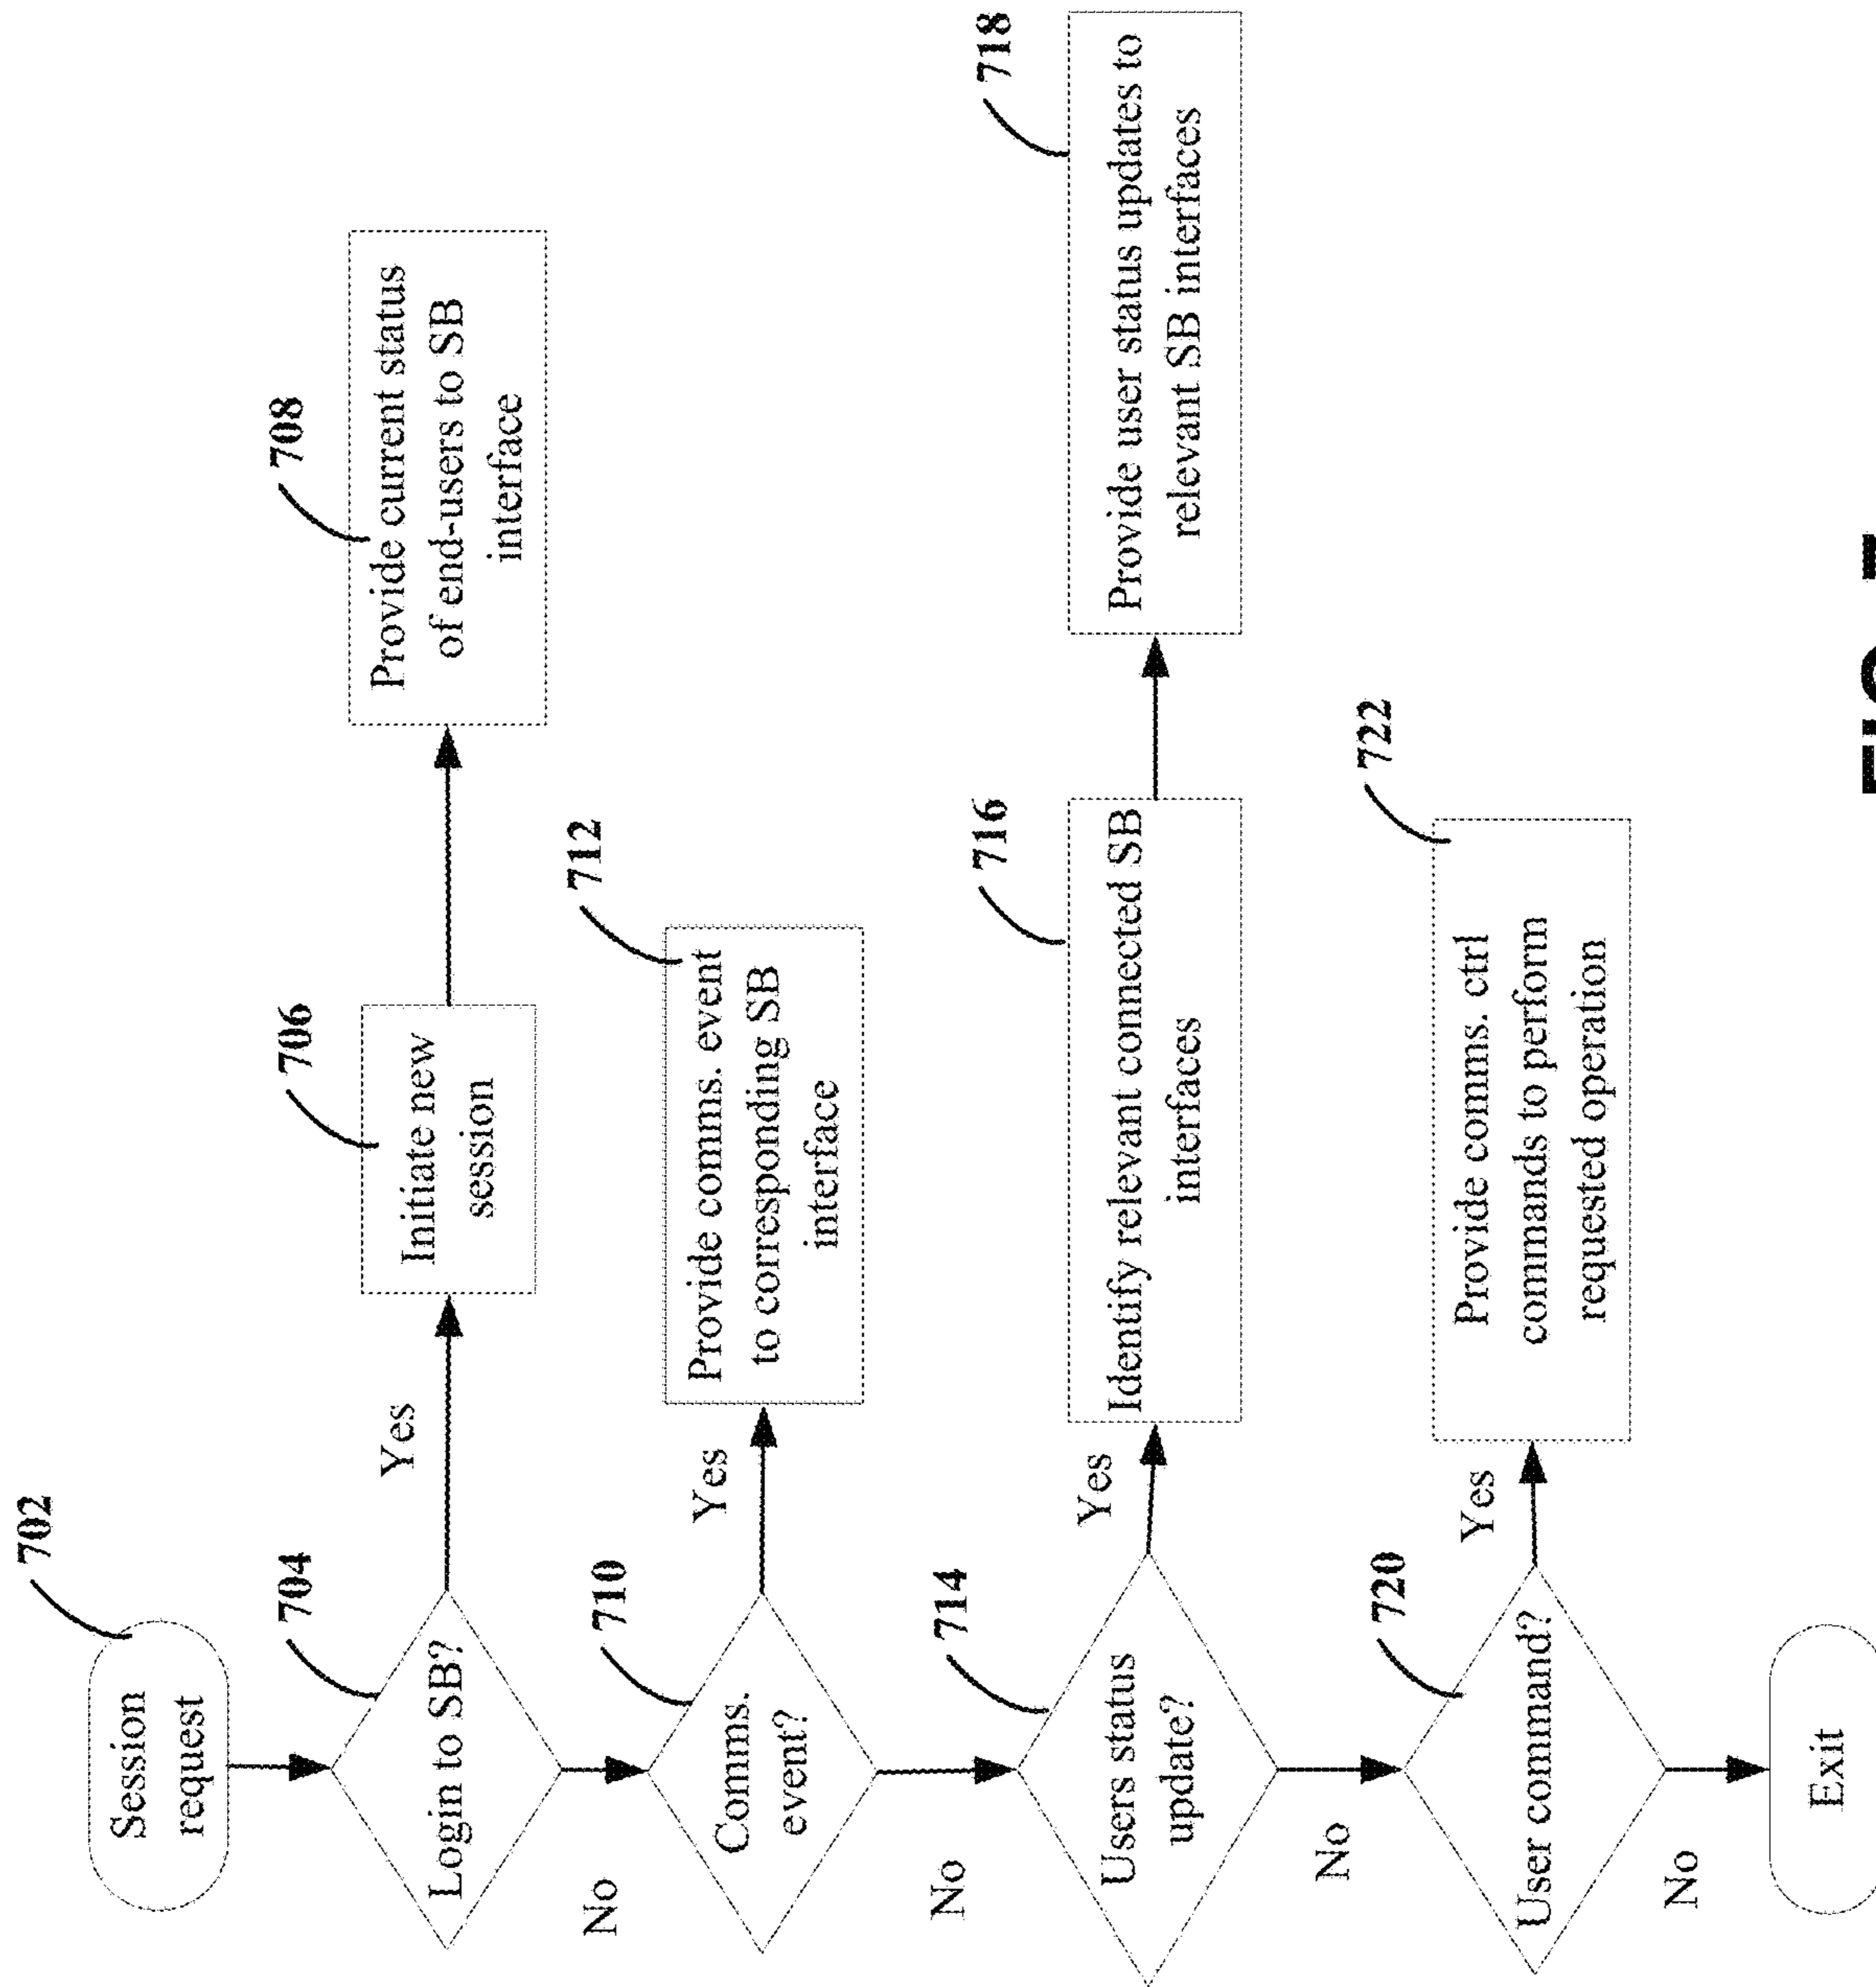 702
Session
request
704
Login to SB?
Yes
706
Initiate new
session
708
Provide current status
of end-users to SB
interface
No
710
Comms.
event?
Yes
712
Provide comms. event
to corresponding SB
interface
No
714
Users status
update?
Yes
716
Identify relevant connected SB
interfaces
718
Provide user status updates to
relevant SB interfaces
No
720
User command?
Yes
722
Provide comms. ctrl
commands to perform
requested operation
No
Exit